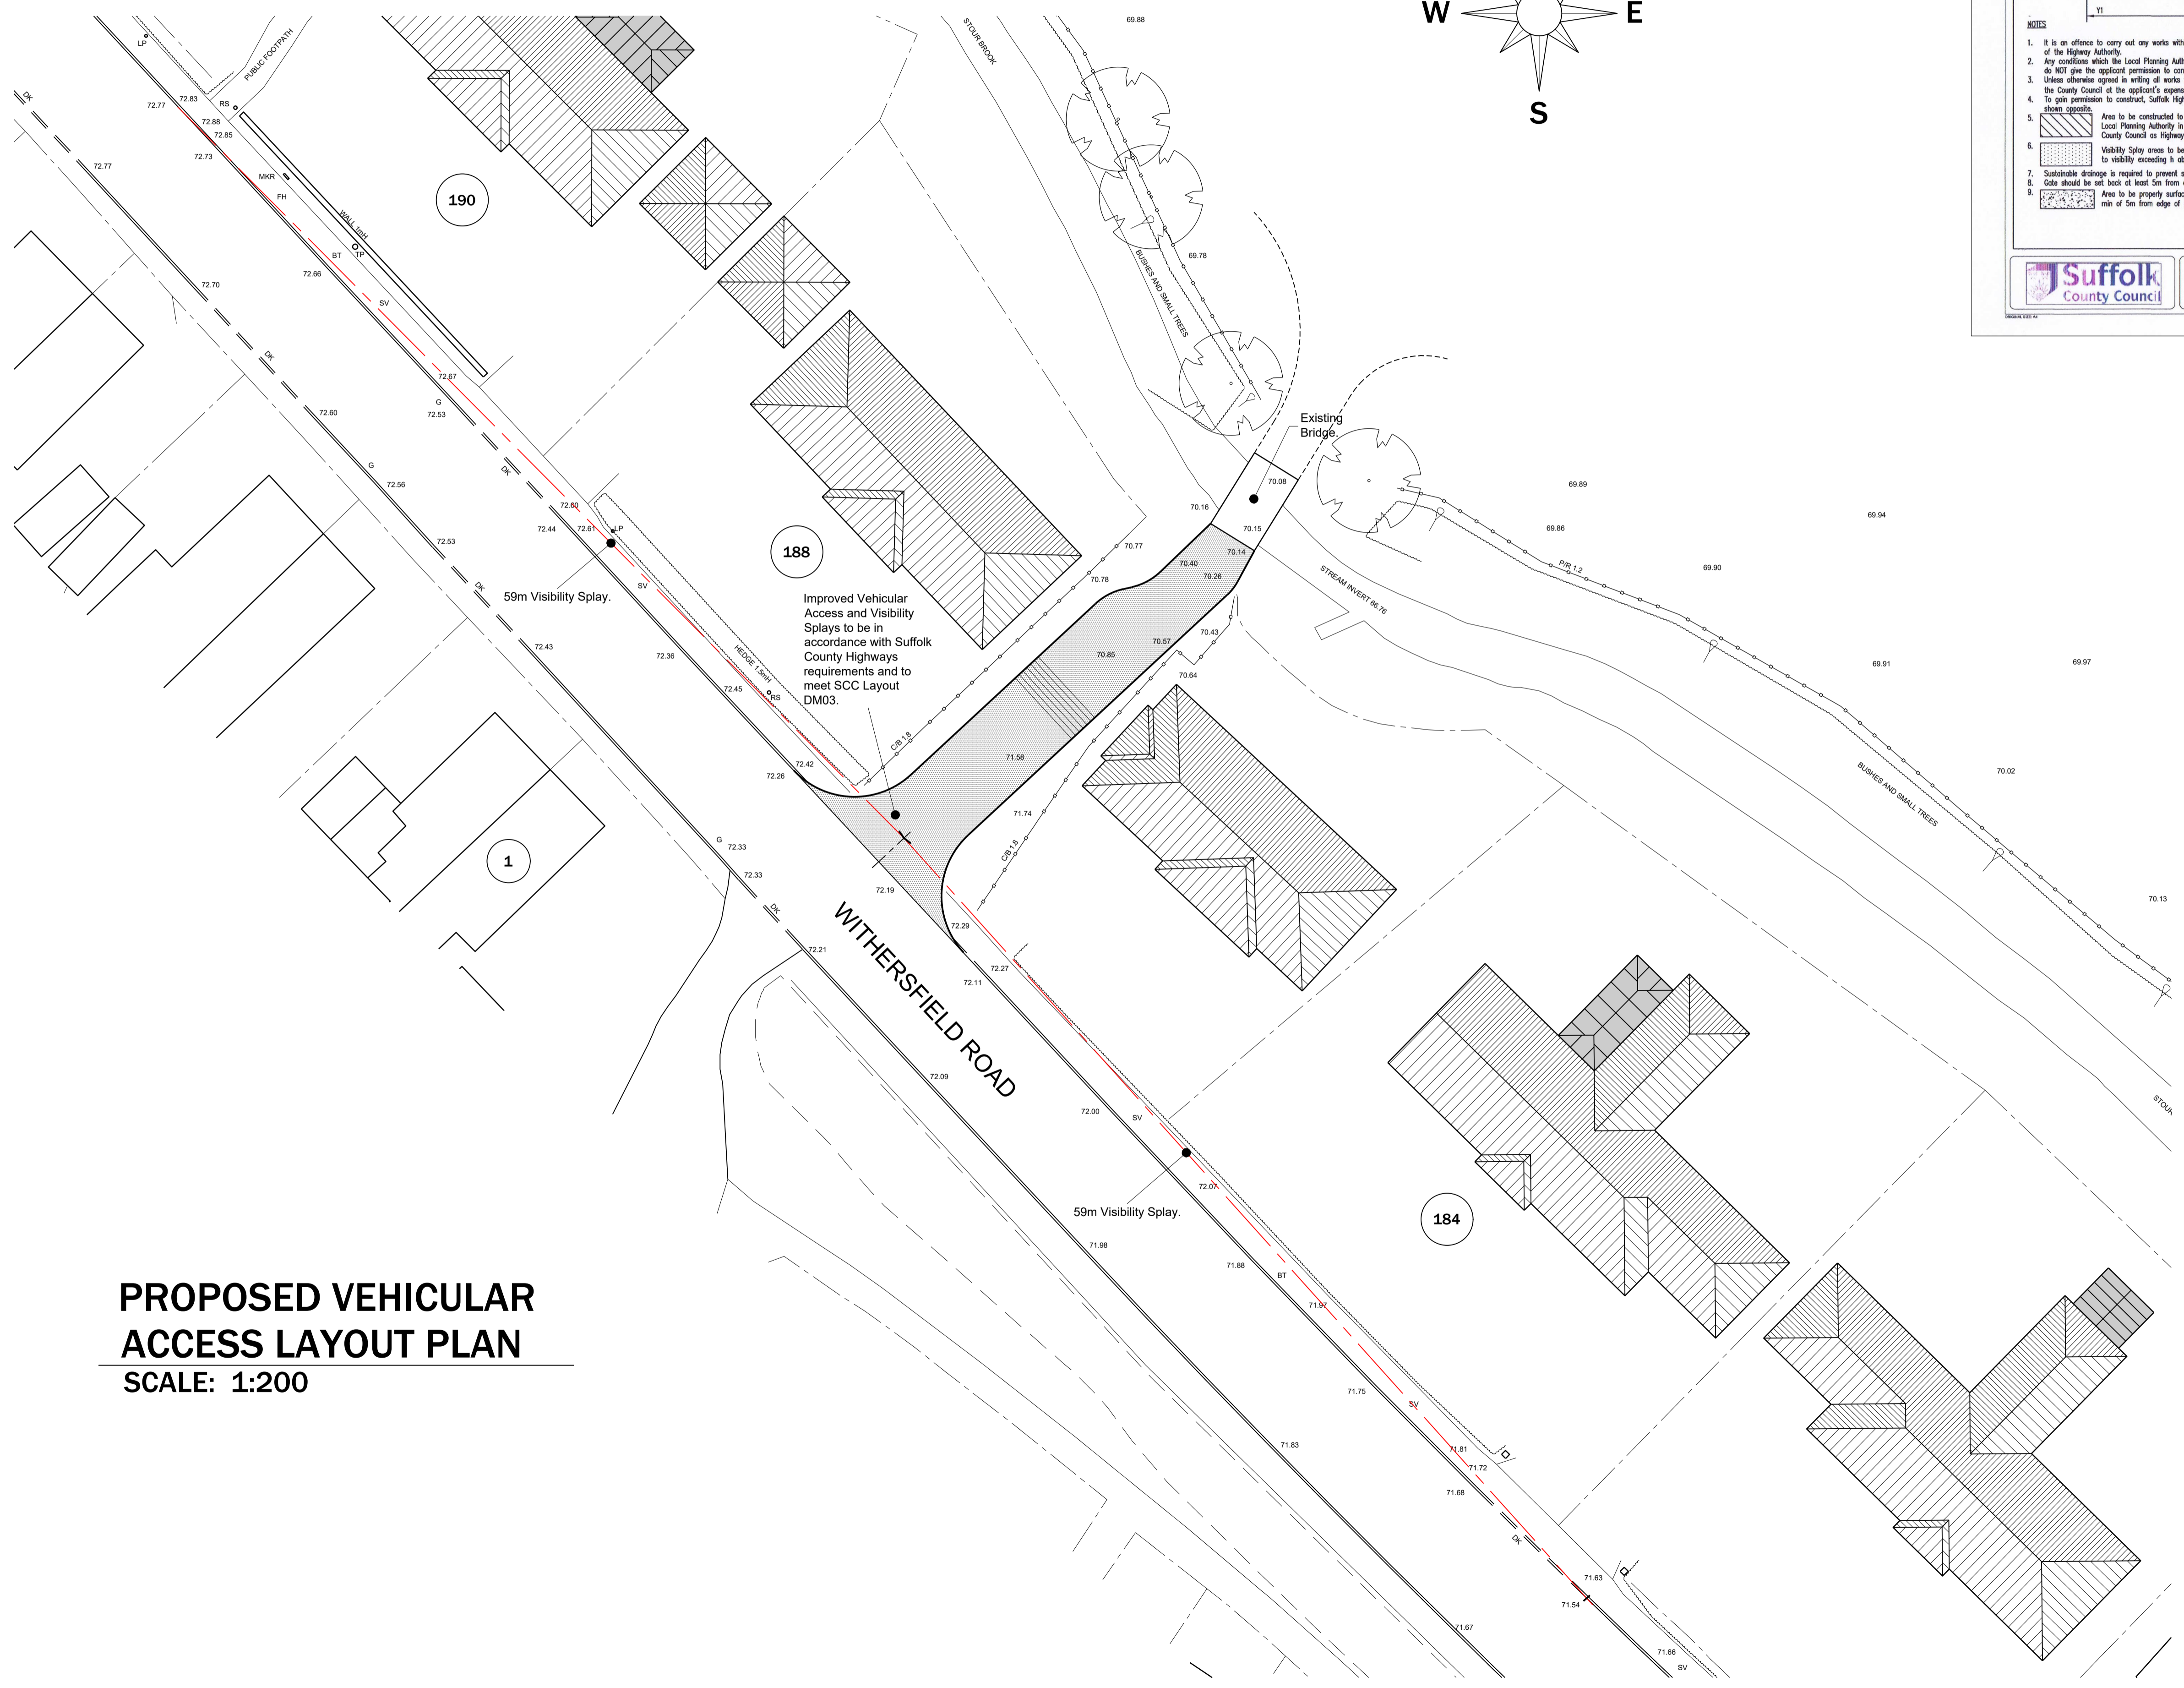 W
E
S
Y1
NOTES
1. It is an offence to carry out any works with
of the Highway Authority.
2. Any conditions which the Local Planning Auth
do NOT give the applicant permission to car
3. Unless otherwise agreed in writing all works
the County Council at the applicant's expens
4. To gain permission to construct, Suffolk High
shown opposite.
5. Area to be constructed to
Local Planning Authority in
County Council as Highway
6. Visibility Splay areas to be
to visibility exceeding h ab
7. Sustainable drainage is required to prevent s
8. Gate should be set back at least 5m from
9. Area to be properly surfac
min of 5m from edge of
Suffolk
County Council
ORIGINAL SIZE: A4
LP
PUBLIC FOOTPATH
STOUR BROOK
69.88
DK
72.77
72.83
RS
72.88
72.85
72.73
72.77
MKR
FH
WALL 1mH
190
BT
TP
72.66
72.70
SV
DK
BUSHES AND SMALL TREES
69.78
72.67
G
72.53
72.60
Existing
Bridge.
G
72.56
DK
70.08
70.16
70.15
69.89
69.94
69.86
72.60
72.44
72.61
LP
72.53
188
70.77
70.14
70.40
70.26
70.78
P/R 1.2
69.90
STREAM INVERT 66.76
DK
SV
59m Visibility Splay.
Improved Vehicular
Access and Visibility
Splays to be in
accordance with Suffolk
County Highways
requirements and to
meet SCC Layout
DM03.
72.43
72.36
HEDGE 1.5mH
RS
72.45
70.43
70.57
70.85
70.64
69.91
69.97
C/B 1.8
71.58
72.42
72.26
70.02
BUSHES AND SMALL TREES
71.74
C/B 1.8
G
72.33
72.33
1
72.19
DK
70.13
72.29
72.21
72.27
72.11
WITHERSFIELD ROAD
72.09
72.00
SV
72.07
59m Visibility Splay.
184
71.98
71.88
BT
71.97
71.75
SV
71.83
71.81
71.72
71.68
DK
71.63
71.54
71.67
71.66
SV
PROPOSED VEHICULAR
ACCESS LAYOUT PLAN
SCALE: 1:200